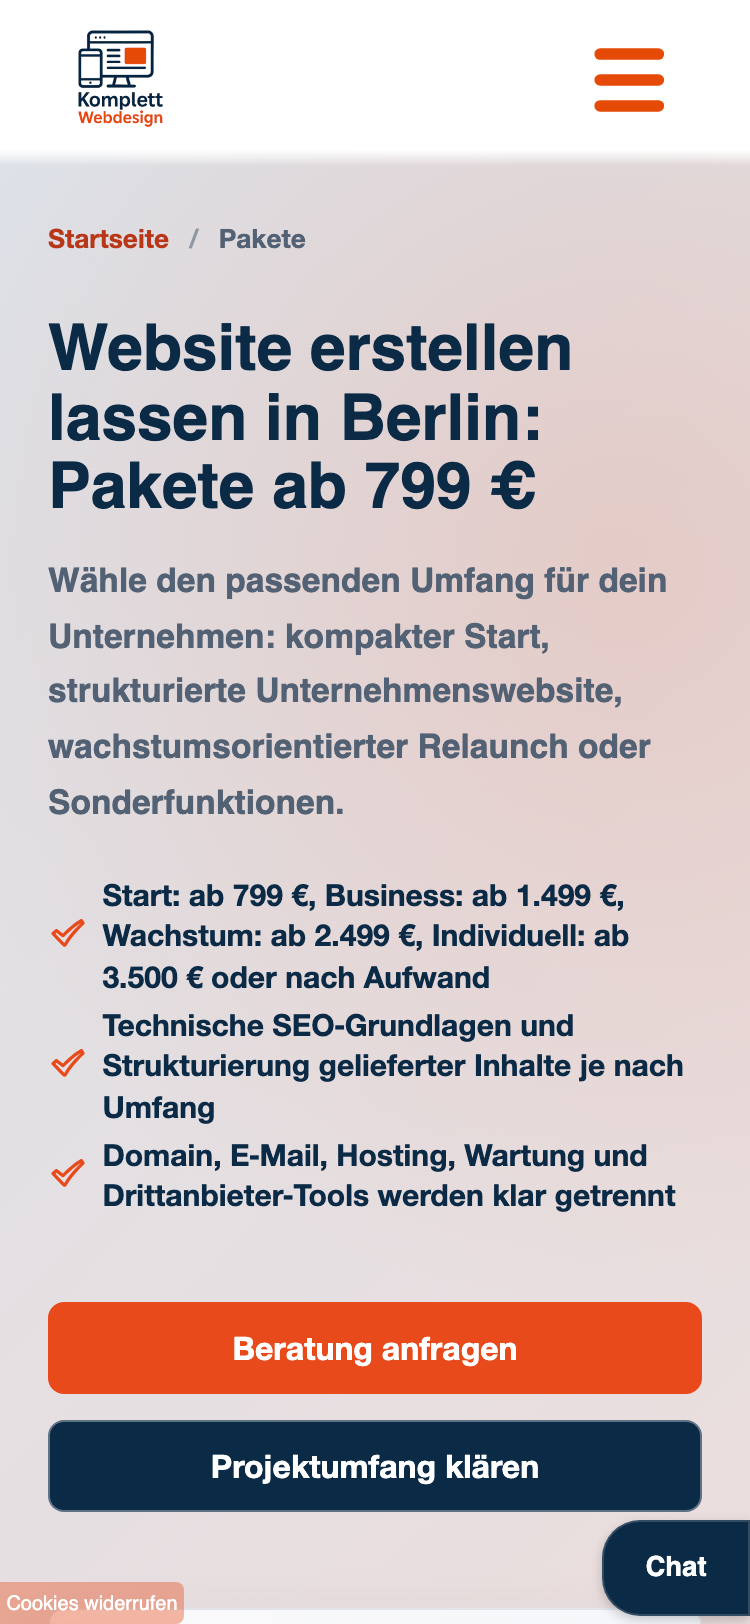 Komplett
Webdesign
Startseite / Pakete
Website erstellen
lassen in Berlin:
Pakete ab 799 €
Wähle den passenden Umfang für dein
Unternehmen: kompakter Start,
strukturierte Unternehmenswebsite,
wachstumsorientierter Relaunch oder
Sonderfunktionen.
Start: ab 799 €, Business: ab 1.499 €,
Wachstum: ab 2.499 €, Individuell: ab
3.500 € oder nach Aufwand
Technische SEO-Grundlagen und
Strukturierung gelieferter Inhalte je nach
Umfang
Domain, E-Mail, Hosting, Wartung und
Drittanbieter-Tools werden klar getrennt
Beratung anfragen
Projektumfang klären
Chat
Cookies widerrufen